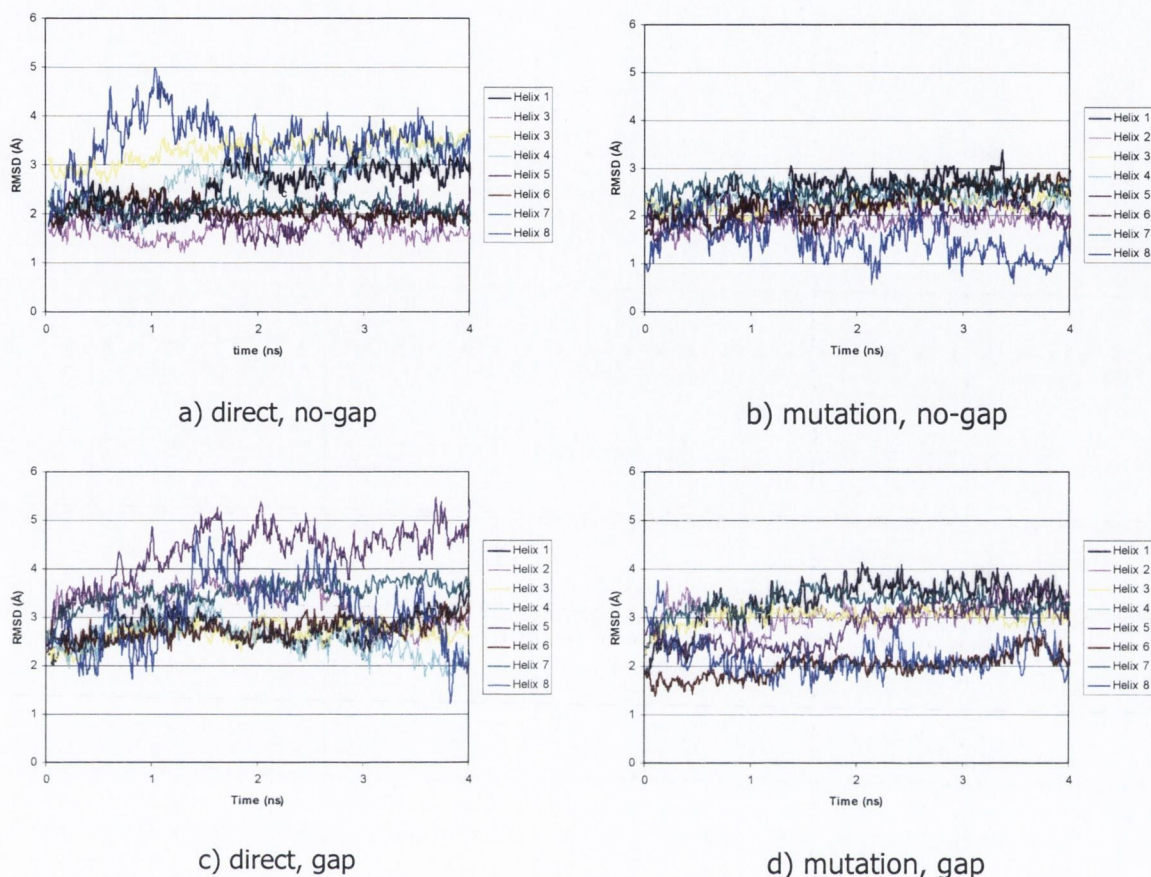 6
5
4
3
2
1
0
RMSD (Å)
0 1 2 3 4
time (ns)
Helix 1
Helix 3
Helix 3
Helix 4
Helix 5
Helix 6
Helix 7
Helix 8
a) direct, no-gap
6
5
4
3
2
1
0
RMSD (Å)
0 1 2 3 4
Time (ns)
Helix 1
Helix 2
Helix 3
Helix 4
Helix 5
Helix 6
Helix 7
Helix 8
b) mutation, no-gap
6
5
4
3
2
1
0
RMSD (Å)
0 1 2 3 4
Time (ns)
Helix 1
Helix 2
Helix 3
Helix 4
Helix 5
Helix 6
Helix 7
Helix 8
c) direct, gap
6
5
4
3
2
1
0
RMSD (Å)
0 1 2 3 4
Time (ns)
Helix 1
Helix 2
Helix 3
Helix 4
Helix 5
Helix 6
Helix 7
Helix 8
d) mutation, gap